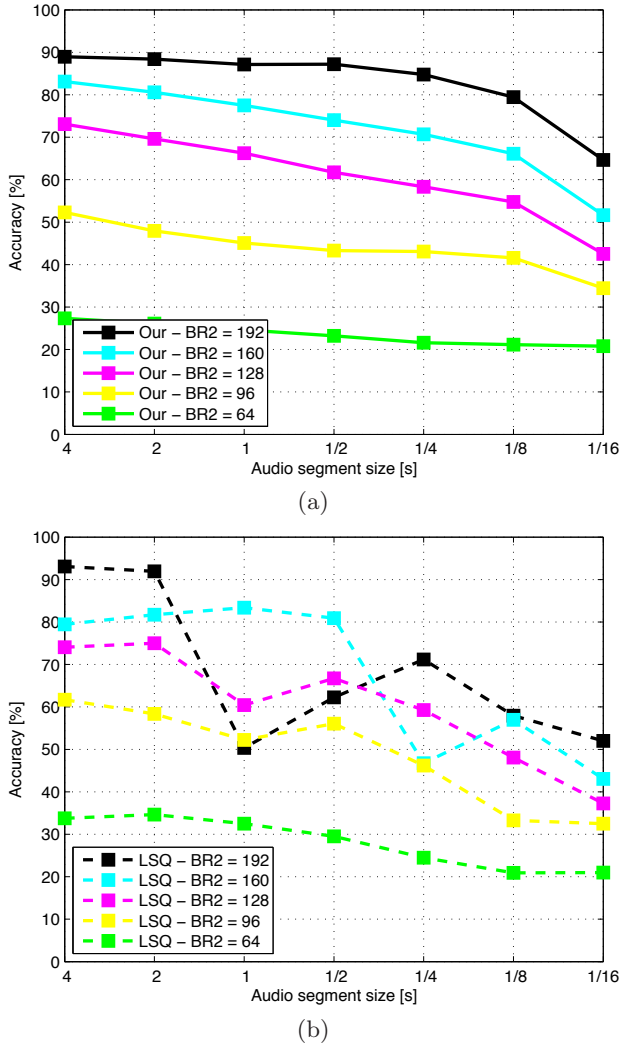 100
90
80
70
60
50
40
30
20
10
0
Accuracy [%]
Our − BR2 = 192
Our − BR2 = 160
Our − BR2 = 128
Our − BR2 = 96
Our − BR2 = 64
4 2 1 1/2 1/4 1/8 1/16
Audio segment size [s]
(a)
100
90
80
70
60
50
40
30
20
10
0
Accuracy [%]
LSQ − BR2 = 192
LSQ − BR2 = 160
LSQ − BR2 = 128
LSQ − BR2 = 96
LSQ − BR2 = 64
4 2 1 1/2 1/4 1/8 1/16
Audio segment size [s]
(b)